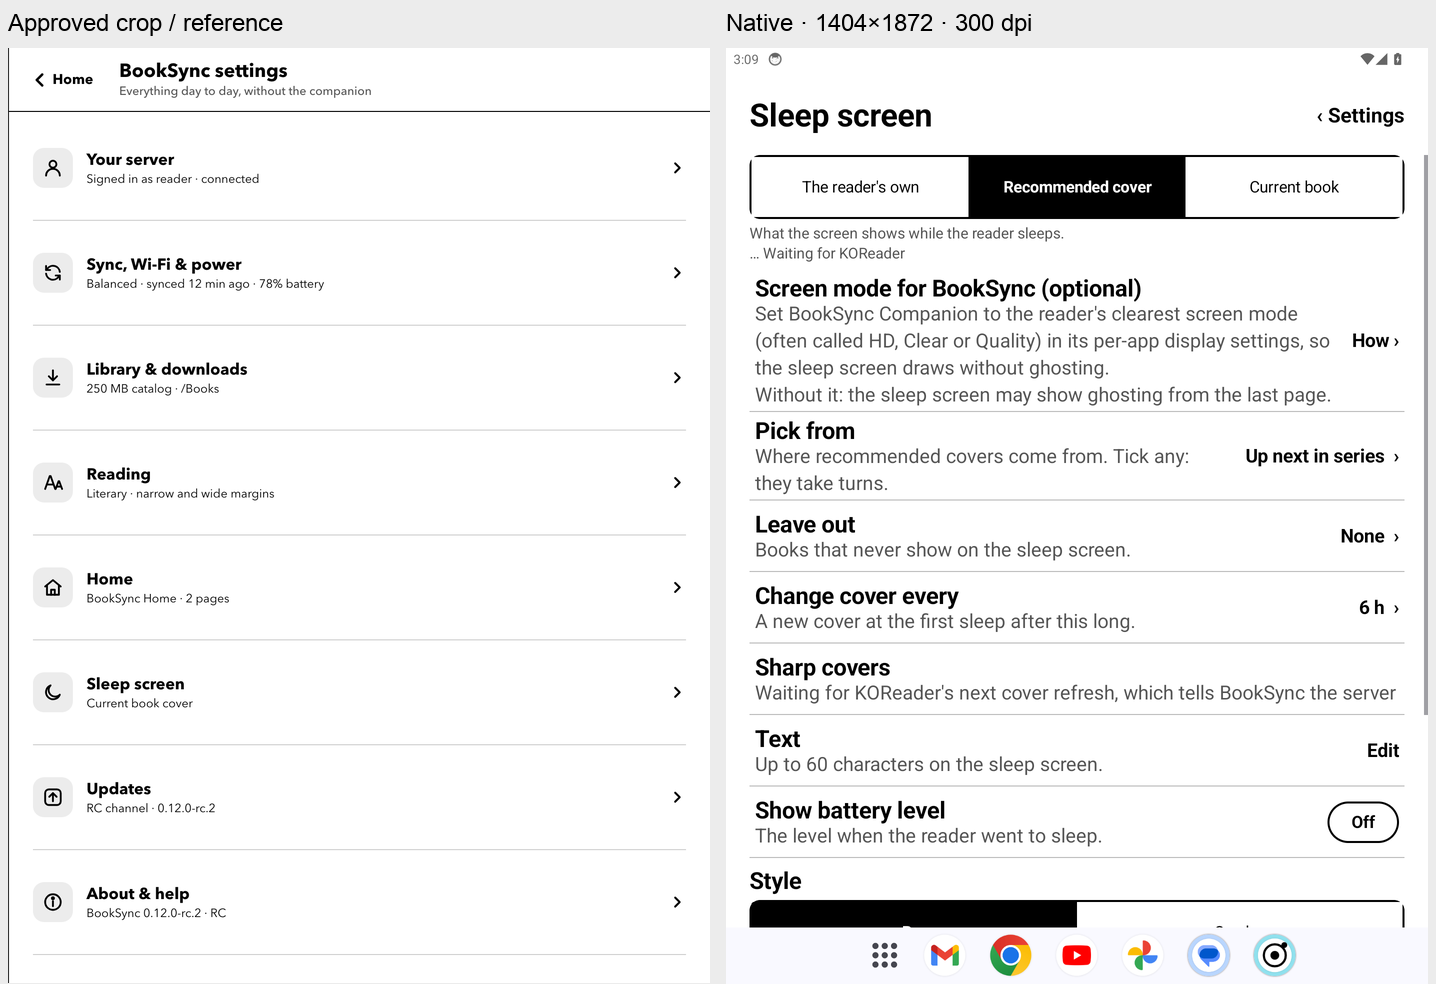 Approved crop / reference
Home
BookSync settings
Everything day to day, without the companion
Your server
Signed in as reader · connected
Sync, Wi-Fi & power
Balanced · synced 12 min ago · 78% battery
Library & downloads
250 MB catalog · /Books
Reading
Literary · narrow and wide margins
Home
BookSync Home · 2 pages
Sleep screen
Current book cover
Updates
RC channel · 0.12.0-rc.2
About & help
BookSync 0.12.0-rc.2 · RC
Native · 1404×1872 · 300 dpi
3:09
Sleep screen
‹ Settings
The reader's own
Recommended cover
Current book
What the screen shows while the reader sleeps.
... Waiting for KOReader
Screen mode for BookSync (optional)
Set BookSync Companion to the reader's clearest screen mode
(often called HD, Clear or Quality) in its per-app display settings, so
the sleep screen draws without ghosting.
Without it: the sleep screen may show ghosting from the last page.
How ›
Pick from
Where recommended covers come from. Tick any:
they take turns.
Up next in series ›
Leave out
Books that never show on the sleep screen.
None ›
Change cover every
A new cover at the first sleep after this long.
6 h ›
Sharp covers
Waiting for KOReader's next cover refresh, which tells BookSync the server
Text
Up to 60 characters on the sleep screen.
Edit
Show battery level
The level when the reader went to sleep.
Off
Style